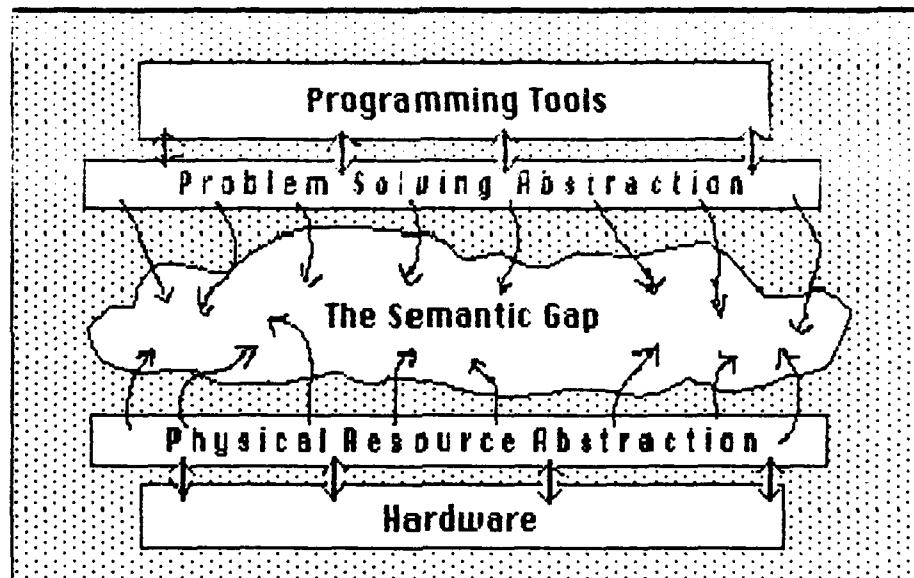 Programming Tools
Problem Solving Abstraction
The Semantic Gap
Physical Resource Abstraction
Hardware